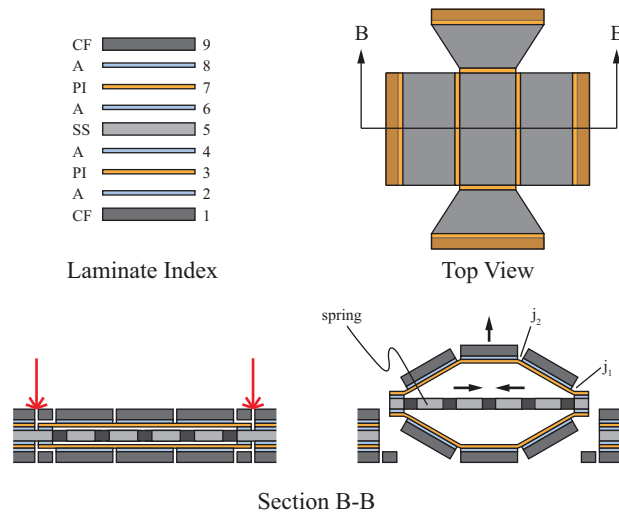 CF 9
A 8
PI 7
A 6
SS 5
A 4
PI 3
A 2
CF 1
Laminate Index
B B
Top View
spring
j2
j1
Section B-B